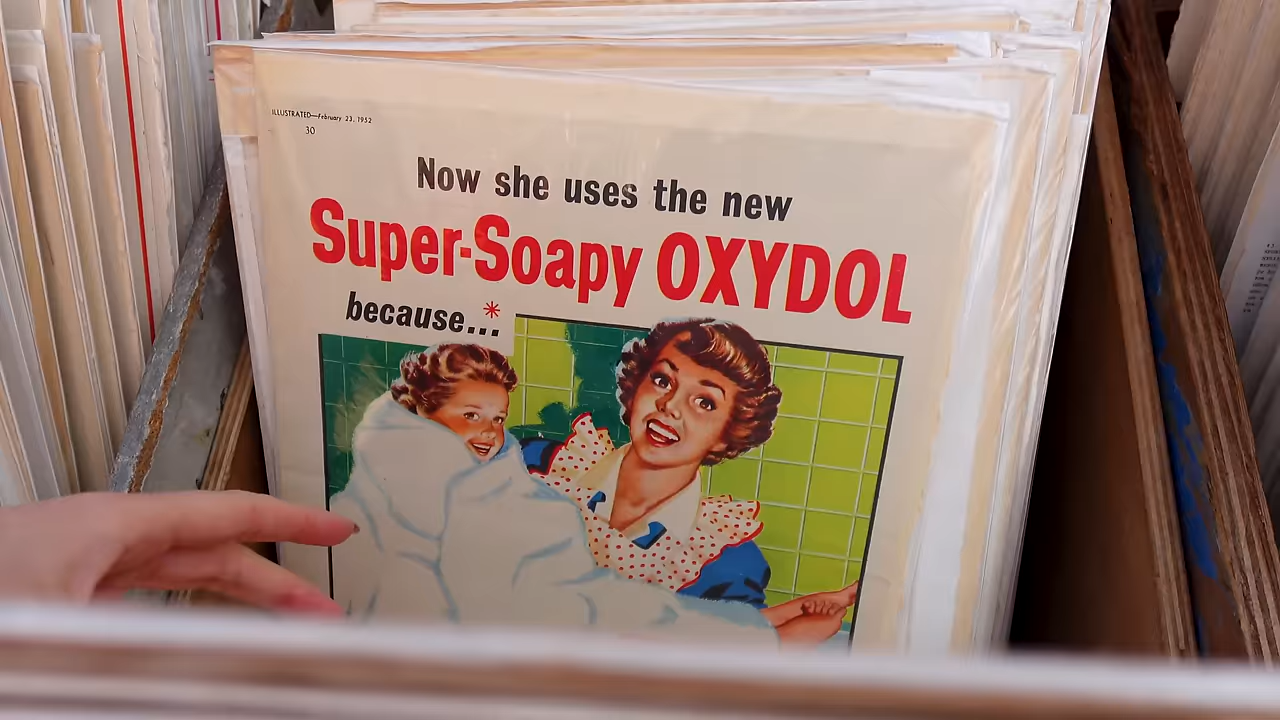 ILLUSTRATED—February 23, 1952
30
Now she uses the new
Super-Soapy OXYDOL
because...*